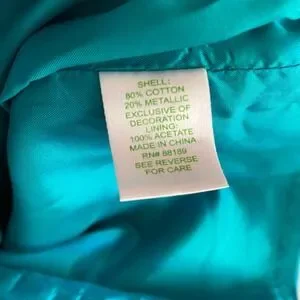 SHELL:
80% COTTON
20% METALLIC
EXCLUSIVE OF
DECORATION
LINING:
100% ACETATE
MADE IN CHINA
RN# 88189
SEE REVERSE
FOR CARE